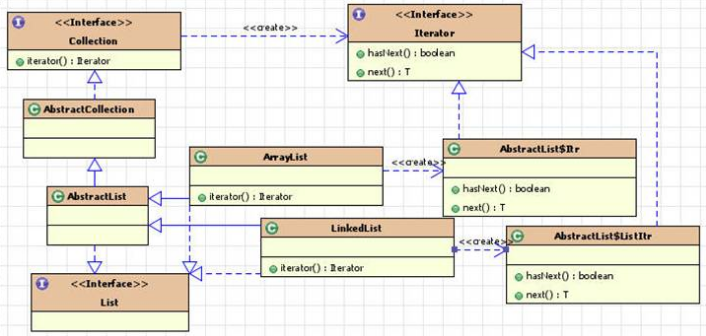 I <<Interface>>
Collection
iterator() : Iterator
<<create>>
I <<Interface>>
Iterator
hasNext() : boolean
next() : T
C AbstractCollection
C ArrayList
iterator() : Iterator
<<create>>
C AbstractList$Itr
hasNext() : boolean
next() : T
C AbstractList
C LinkedList
iterator() : Iterator
<<create>>
C AbstractList$ListItr
hasNext() : boolean
next() : T
I <<Interface>>
List